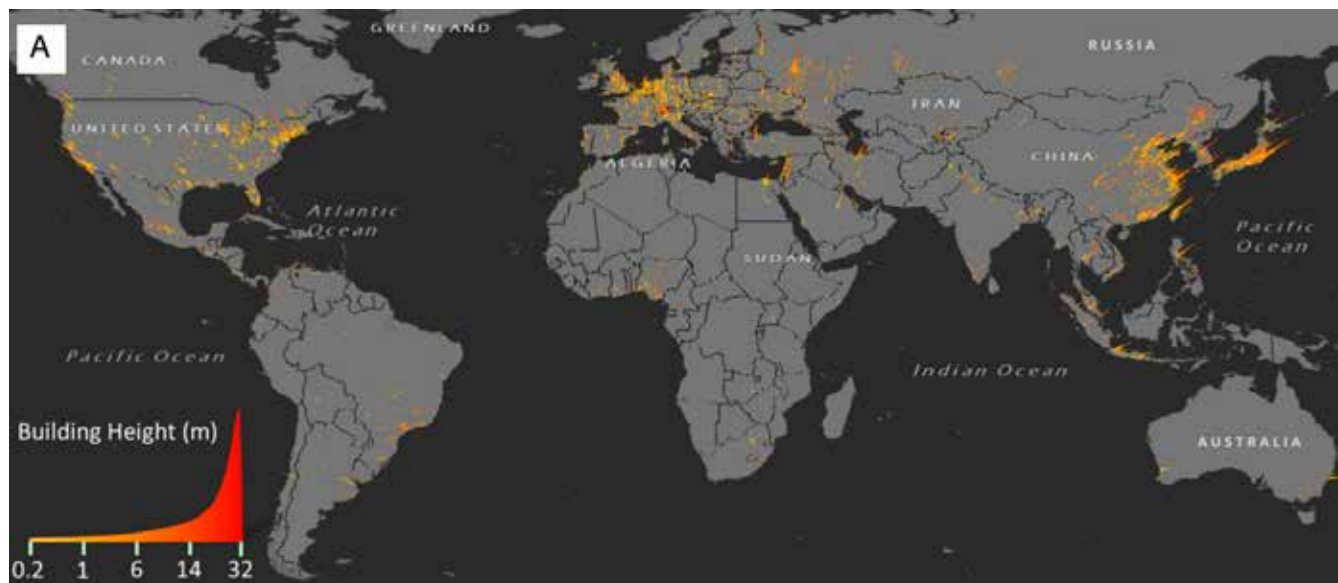 A
GREENLAND
CANADA
RUSSIA
UNITED STATES
IRAN
CHINA
ALGERIA
Atlantic
Ocean
Pacific
Ocean
SUDAN
Pacific Ocean
Indian Ocean
Building Height (m)
AUSTRALIA
0.2 1 6 14 32